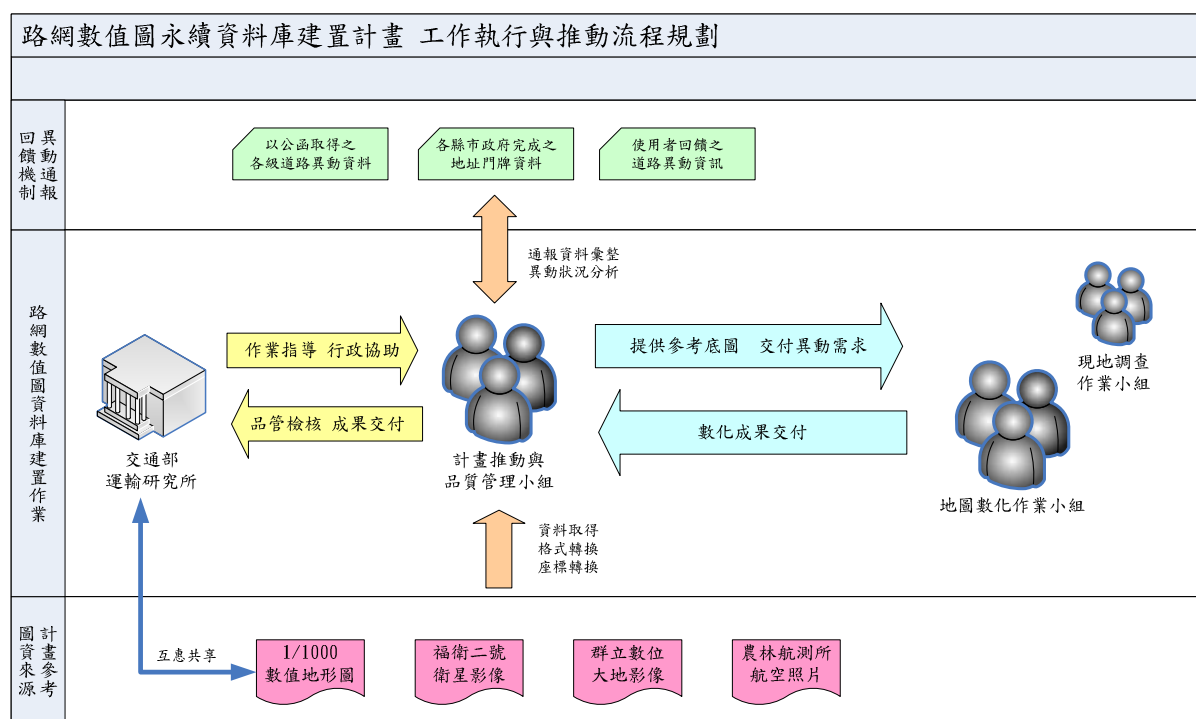 路網數值圖永續資料庫建置計畫 工作執行與推動流程規劃
異動通報
回饋機制
以公函取得之
各級道路異動資料
各縣市政府完成之
地址門牌資料
使用者回饋之
道路異動資訊
通報資料彙整
異動狀況分析
路網數值圖資料庫建置作業
交通部
運輸研究所
作業指導 行政協助
品管檢核 成果交付
計畫推動與
品質管理小組
提供參考底圖 交付異動需求
數化成果交付
現地調查
作業小組
地圖數化作業小組
資料取得
格式轉換
座標轉換
計畫參考
圖資來源
互惠共享
1/1000
數值地形圖
福衛二號
衛星影像
群立數位
大地影像
農林航測所
航空照片